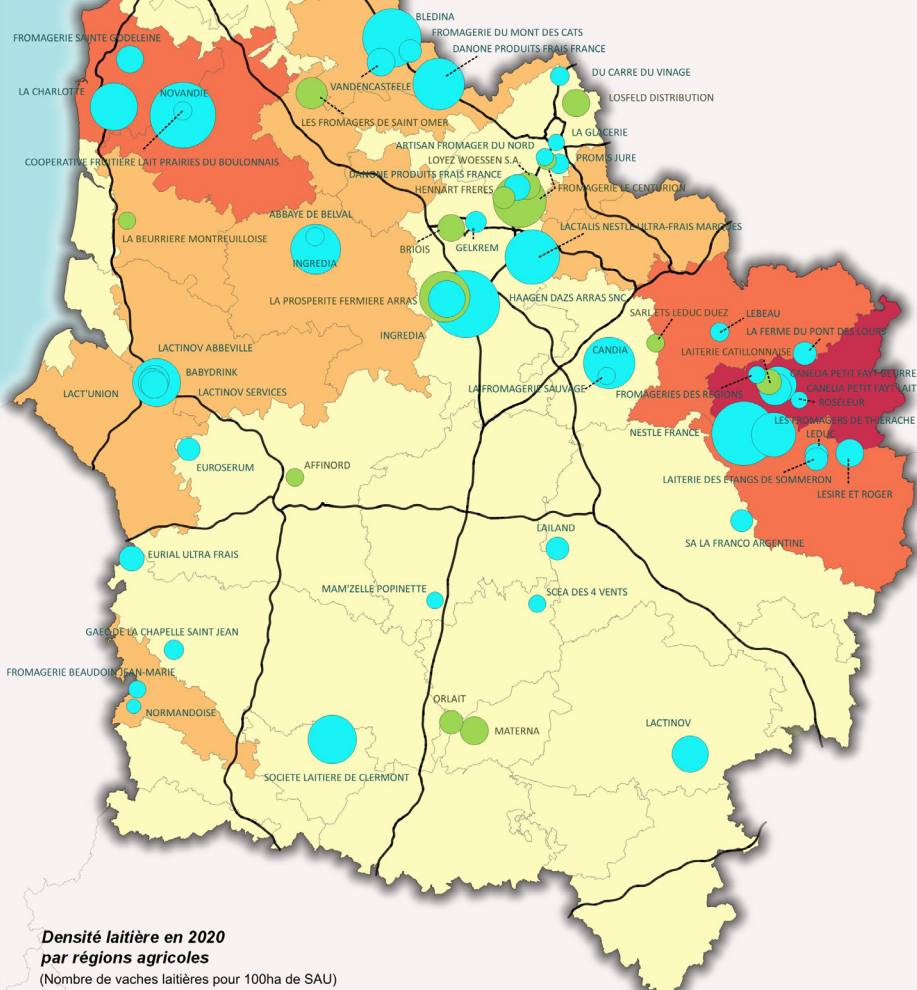 BLEDINA
FROMAGERIE SAINTE GODELEINE
FROMAGERIE DU MONT DES CATS
DANONE PRODUITS FRAIS FRANCE
DU CARRE DU VINAGE
VANDENCASTEELE
LA CHARLOTTE
NOVANDIE
LOSFELD DISTRIBUTION
LES FROMAGERS DE SAINT OMER
LA GLACERIE
ARTISAN FROMAGER DU NORD
COOPERATIVE FRUITIERE LAIT PRAIRIES DU BOULONNAIS
LOYEZ WOESSEN S.A.
PROMIS JURE
DANONE PRODUITS FRAIS FRANCE
HENNART FRERES
FROMAGERIE LE CENTURION
ABBAYE DE BELVAL
LA BEURRIERE MONTREUILLOISE
LACTALIS NESTLE ULTRA-FRAIS MARQUES
BRIOIS
GELKREM
INGREDIA
LA PROSPERITE FERMIERE ARRAS
HAAGEN DAZS ARRAS SNC
SARL ETS LEDUC DUEZ
LEBEAU
LA FERME DU PONT DES LOUPS
INGREDIA
LACTINOV ABBEVILLE
CANDIA
LAITERIE CATILLONNAISE
BABYDRINK
CANELIA PETIT FAYT BEURRE
LACT'UNION
LACTINOV SERVICES
LA FROMAGERIE SAUVAGE
FROMAGERIES DES REGIONS
CANELIA PETIT FAYT LAIT
ROSELEUR
LES FROMAGERS DE THIERACHE
NESTLE FRANCE
LEDUC
EUROSERUM
AFFINORD
LAITERIE DES ETANGS DE SOMMERON
LESIRE ET ROGER
LAILAND
SA LA FRANCO ARGENTINE
EURIAL ULTRA FRAIS
MAM'ZELLE POPINETTE
SCEA DES 4 VENTS
GAEC DE LA CHAPELLE SAINT JEAN
FROMAGERIE BEAUDOIN JEAN-MARIE
NORMANDOISE
ORLAIT
MATERNA
LACTINOV
SOCIETE LAITIERE DE CLERMONT
Densité laitière en 2020
par régions agricoles
(Nombre de vaches laitières pour 100ha de SAU)